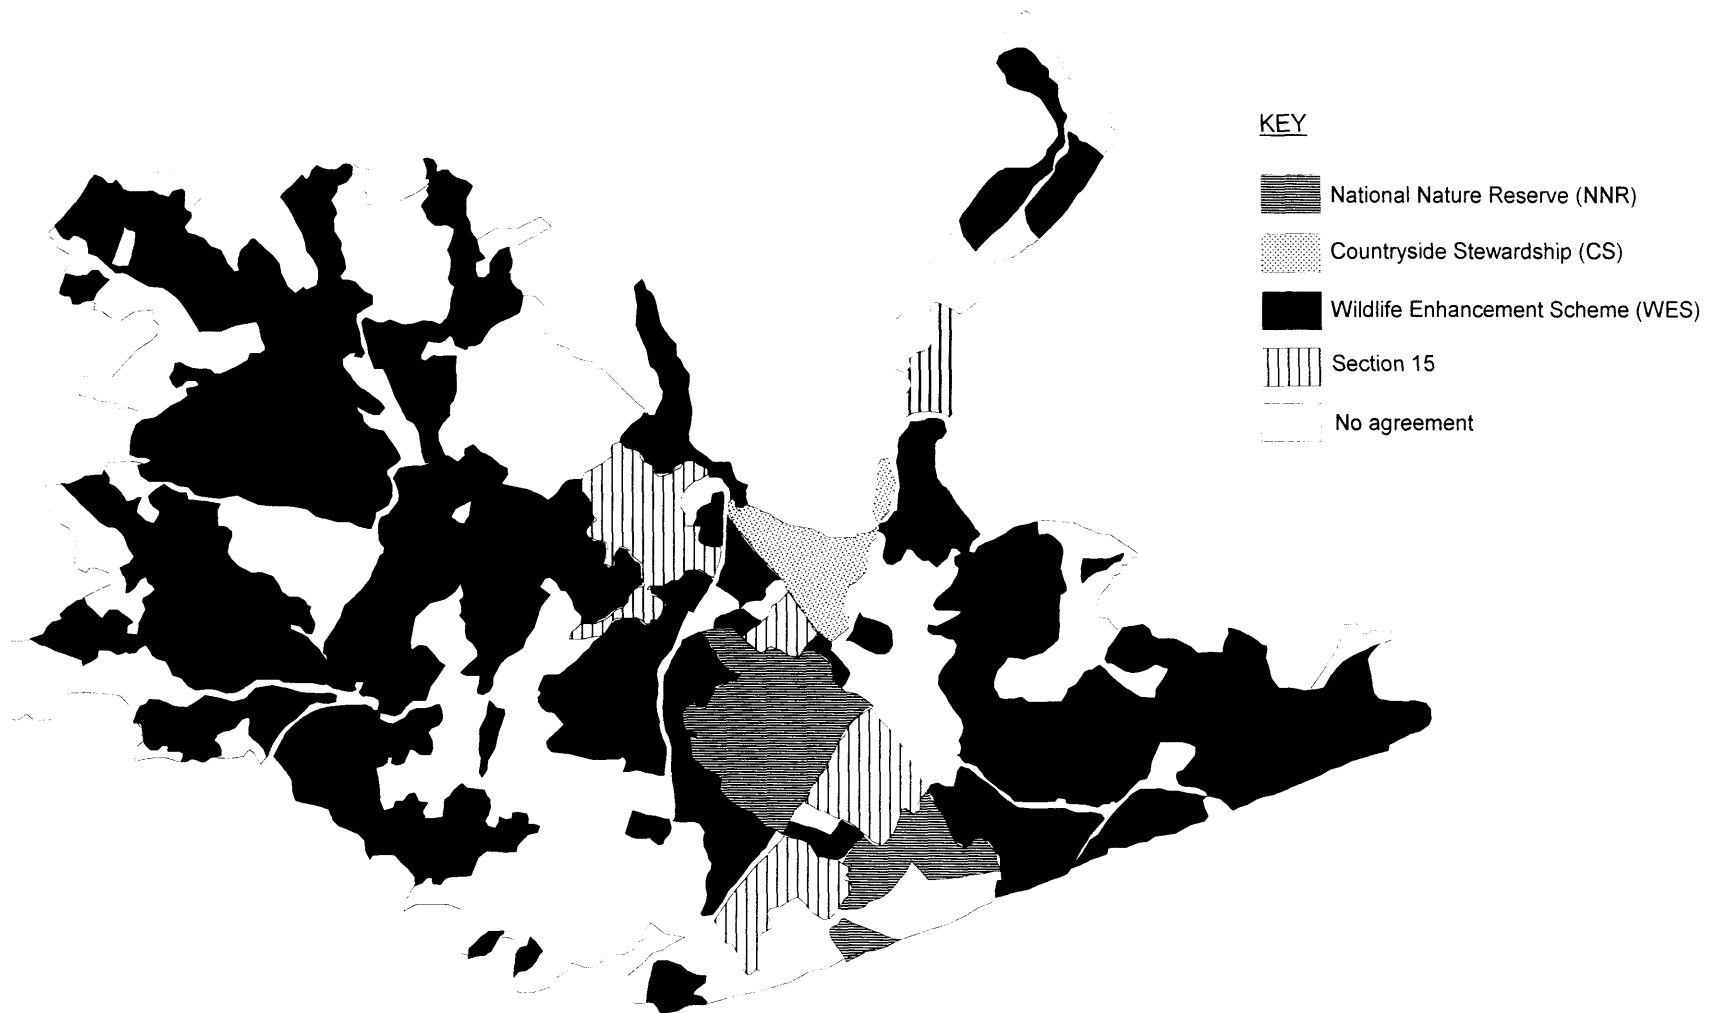 KEY
National Nature Reserve (NNR)
Countryside Stewardship (CS)
Wildlife Enhancement Scheme (WES)
Section 15
No agreement